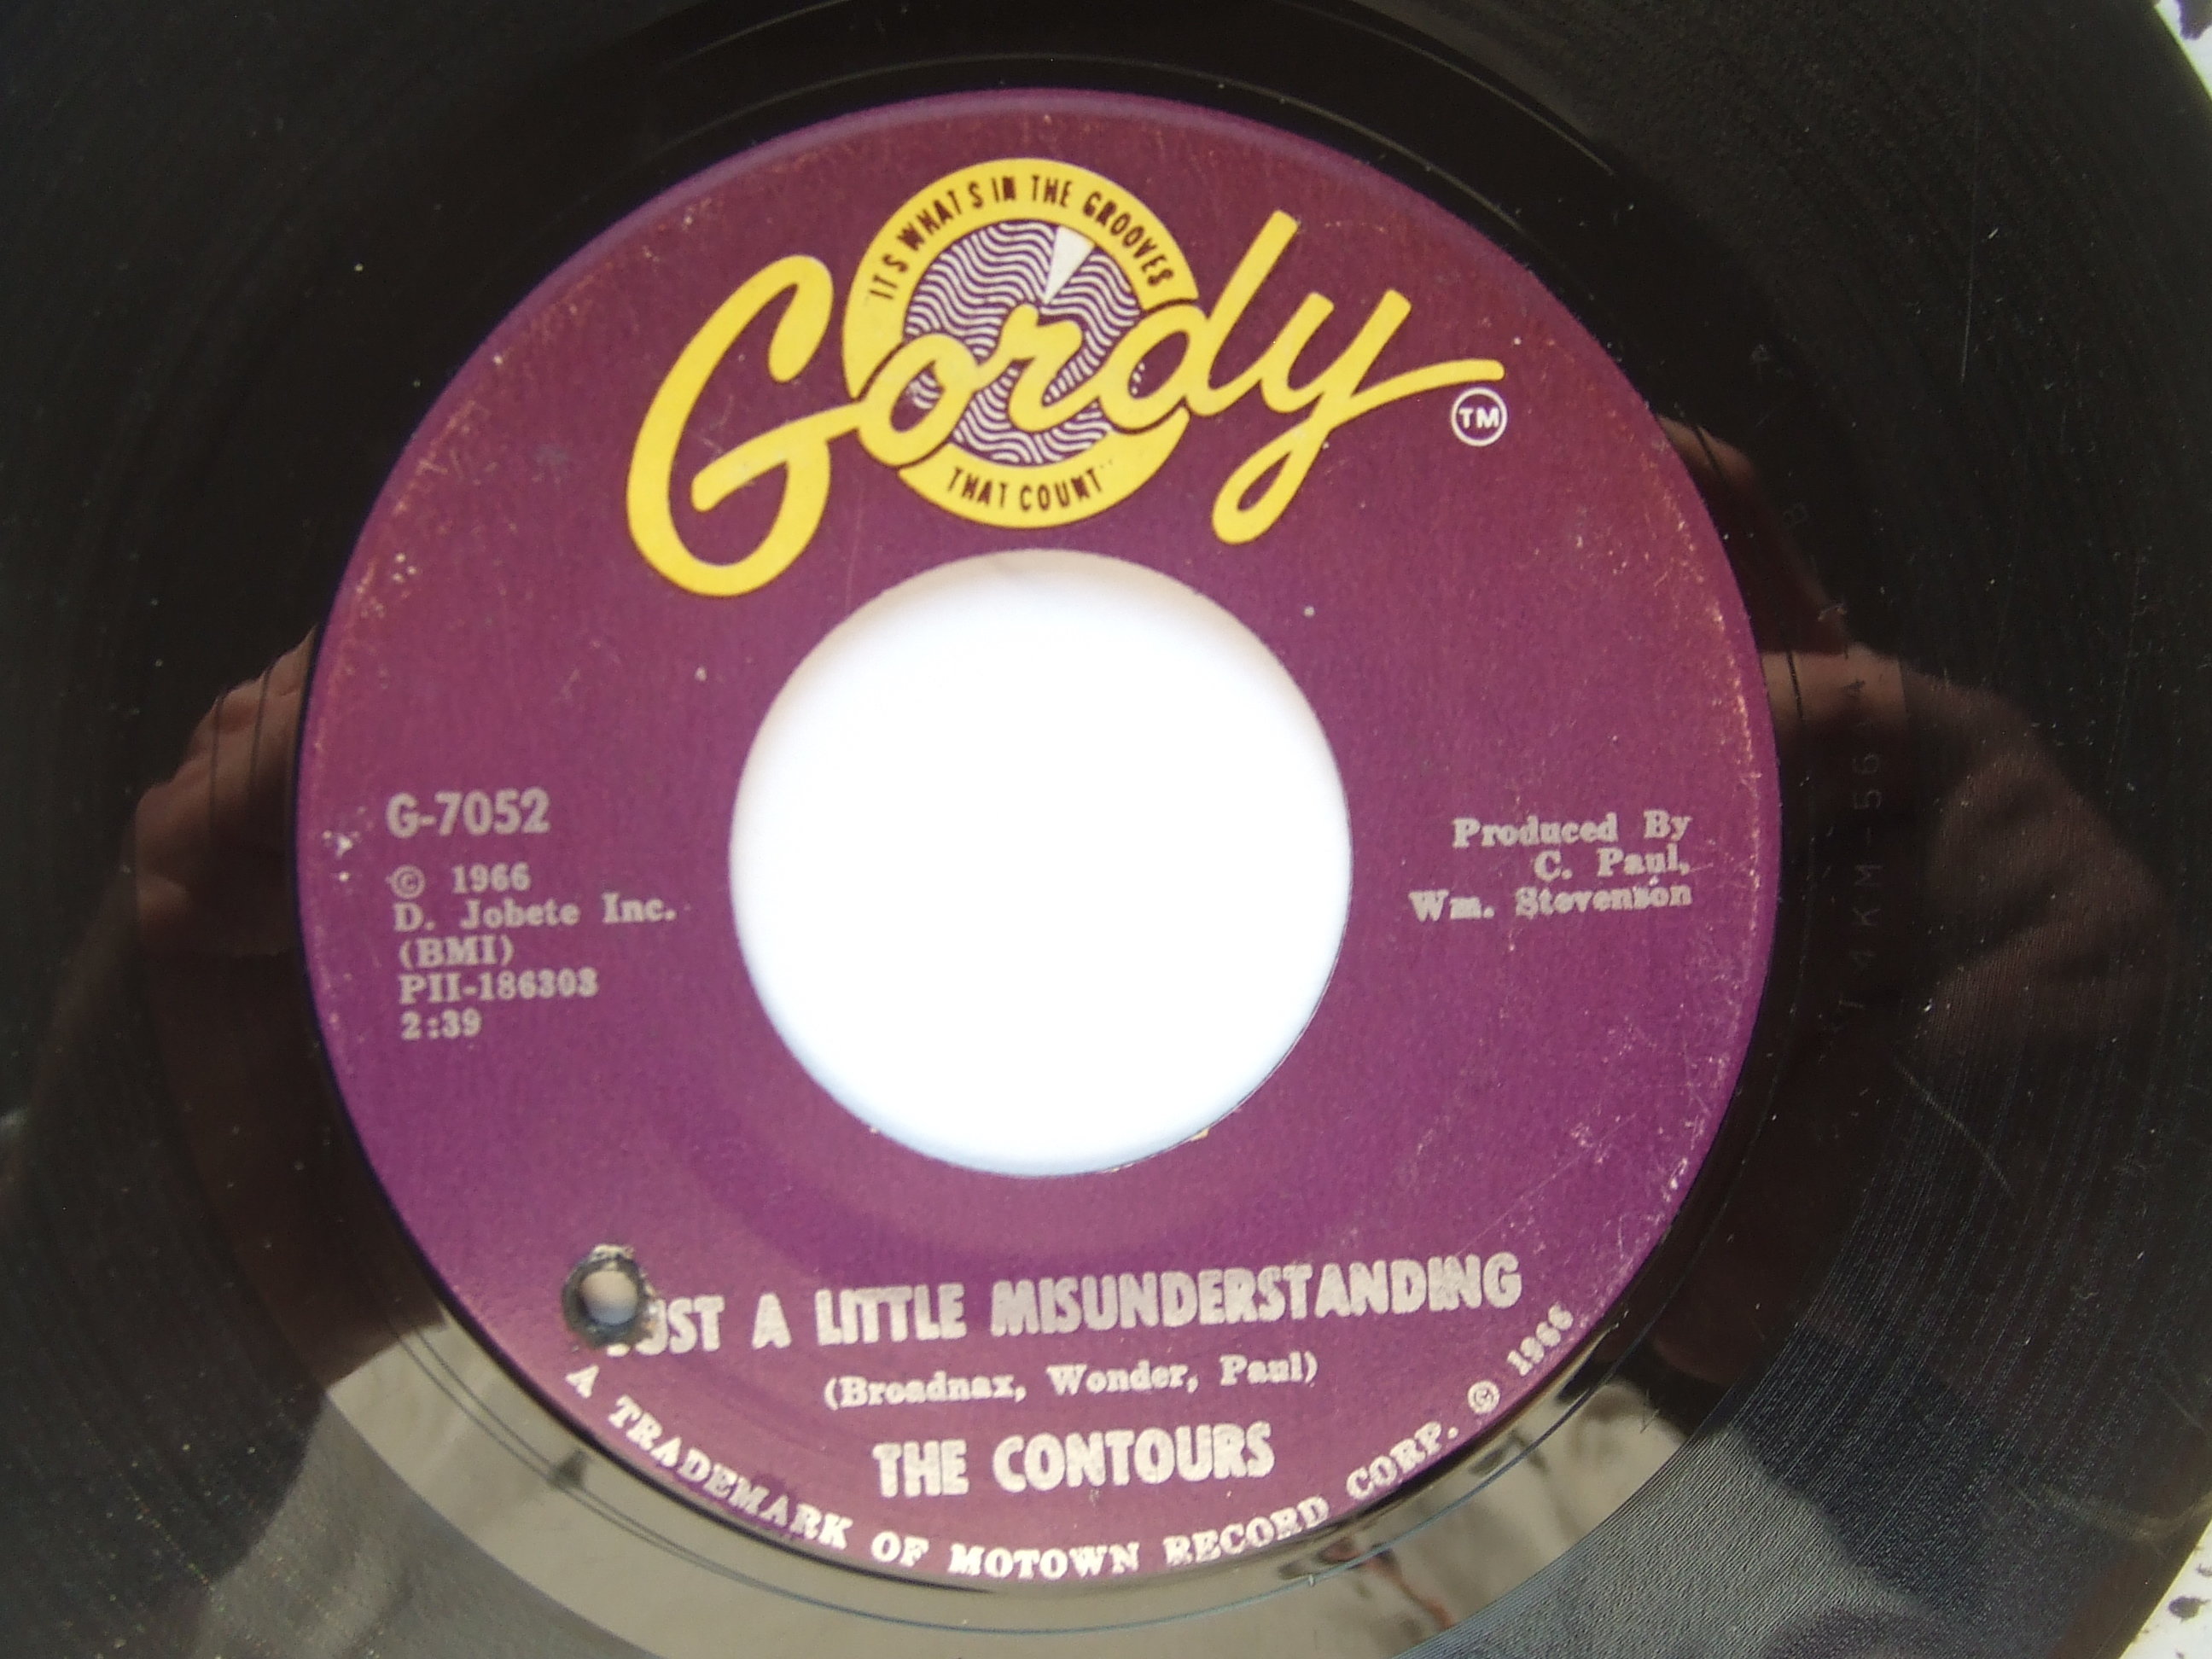 "IT'S WHAT'S IN THE GROOVES
Gordy
TM
THAT COUNT"
G-7052
© 1966
D. Jobete Inc.
(BMI)
PII-186303
2:39
Produced By
C. Paul,
Wm. Stevenson
A LITTLE MISUNDERSTANDING
(Broadnax, Wonder, Paul)
THE CONTOURS
A TRADEMARK OF MOTOWN RECORD CORP. © 1966